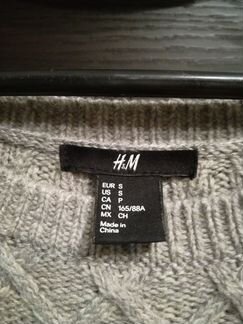 H&M
EUR S
US S
CA P
CN 165/88A
MX CH
Made in
China